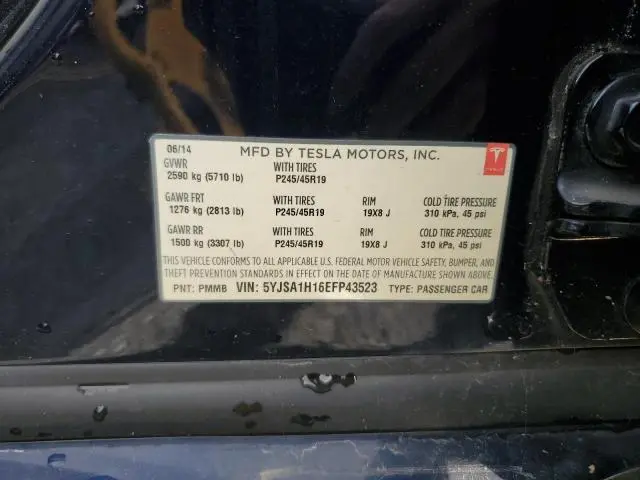 06/14 MFD BY TESLA MOTORS, INC.
GVWR WITH TIRES
2590 kg (5710 lb) P245/45R19
GAWR FRT WITH TIRES RIM COLD TIRE PRESSURE
1276 kg (2813 lb) P245/45R19 19X8 J 310 kPa, 45 psi
GAWR RR WITH TIRES RIM COLD TIRE PRESSURE
1500 kg (3307 lb) P245/45R19 19X8 J 310 kPa, 45 psi
THIS VEHICLE CONFORMS TO ALL APPLICABLE U.S. FEDERAL MOTOR VEHICLE SAFETY, BUMPER, AND
THEFT PREVENTION STANDARDS IN EFFECT ON THE DATE OF MANUFACTURE SHOWN ABOVE.
PNT: PMMB VIN: 5YJSA1H16EFP43523 TYPE: PASSENGER CAR